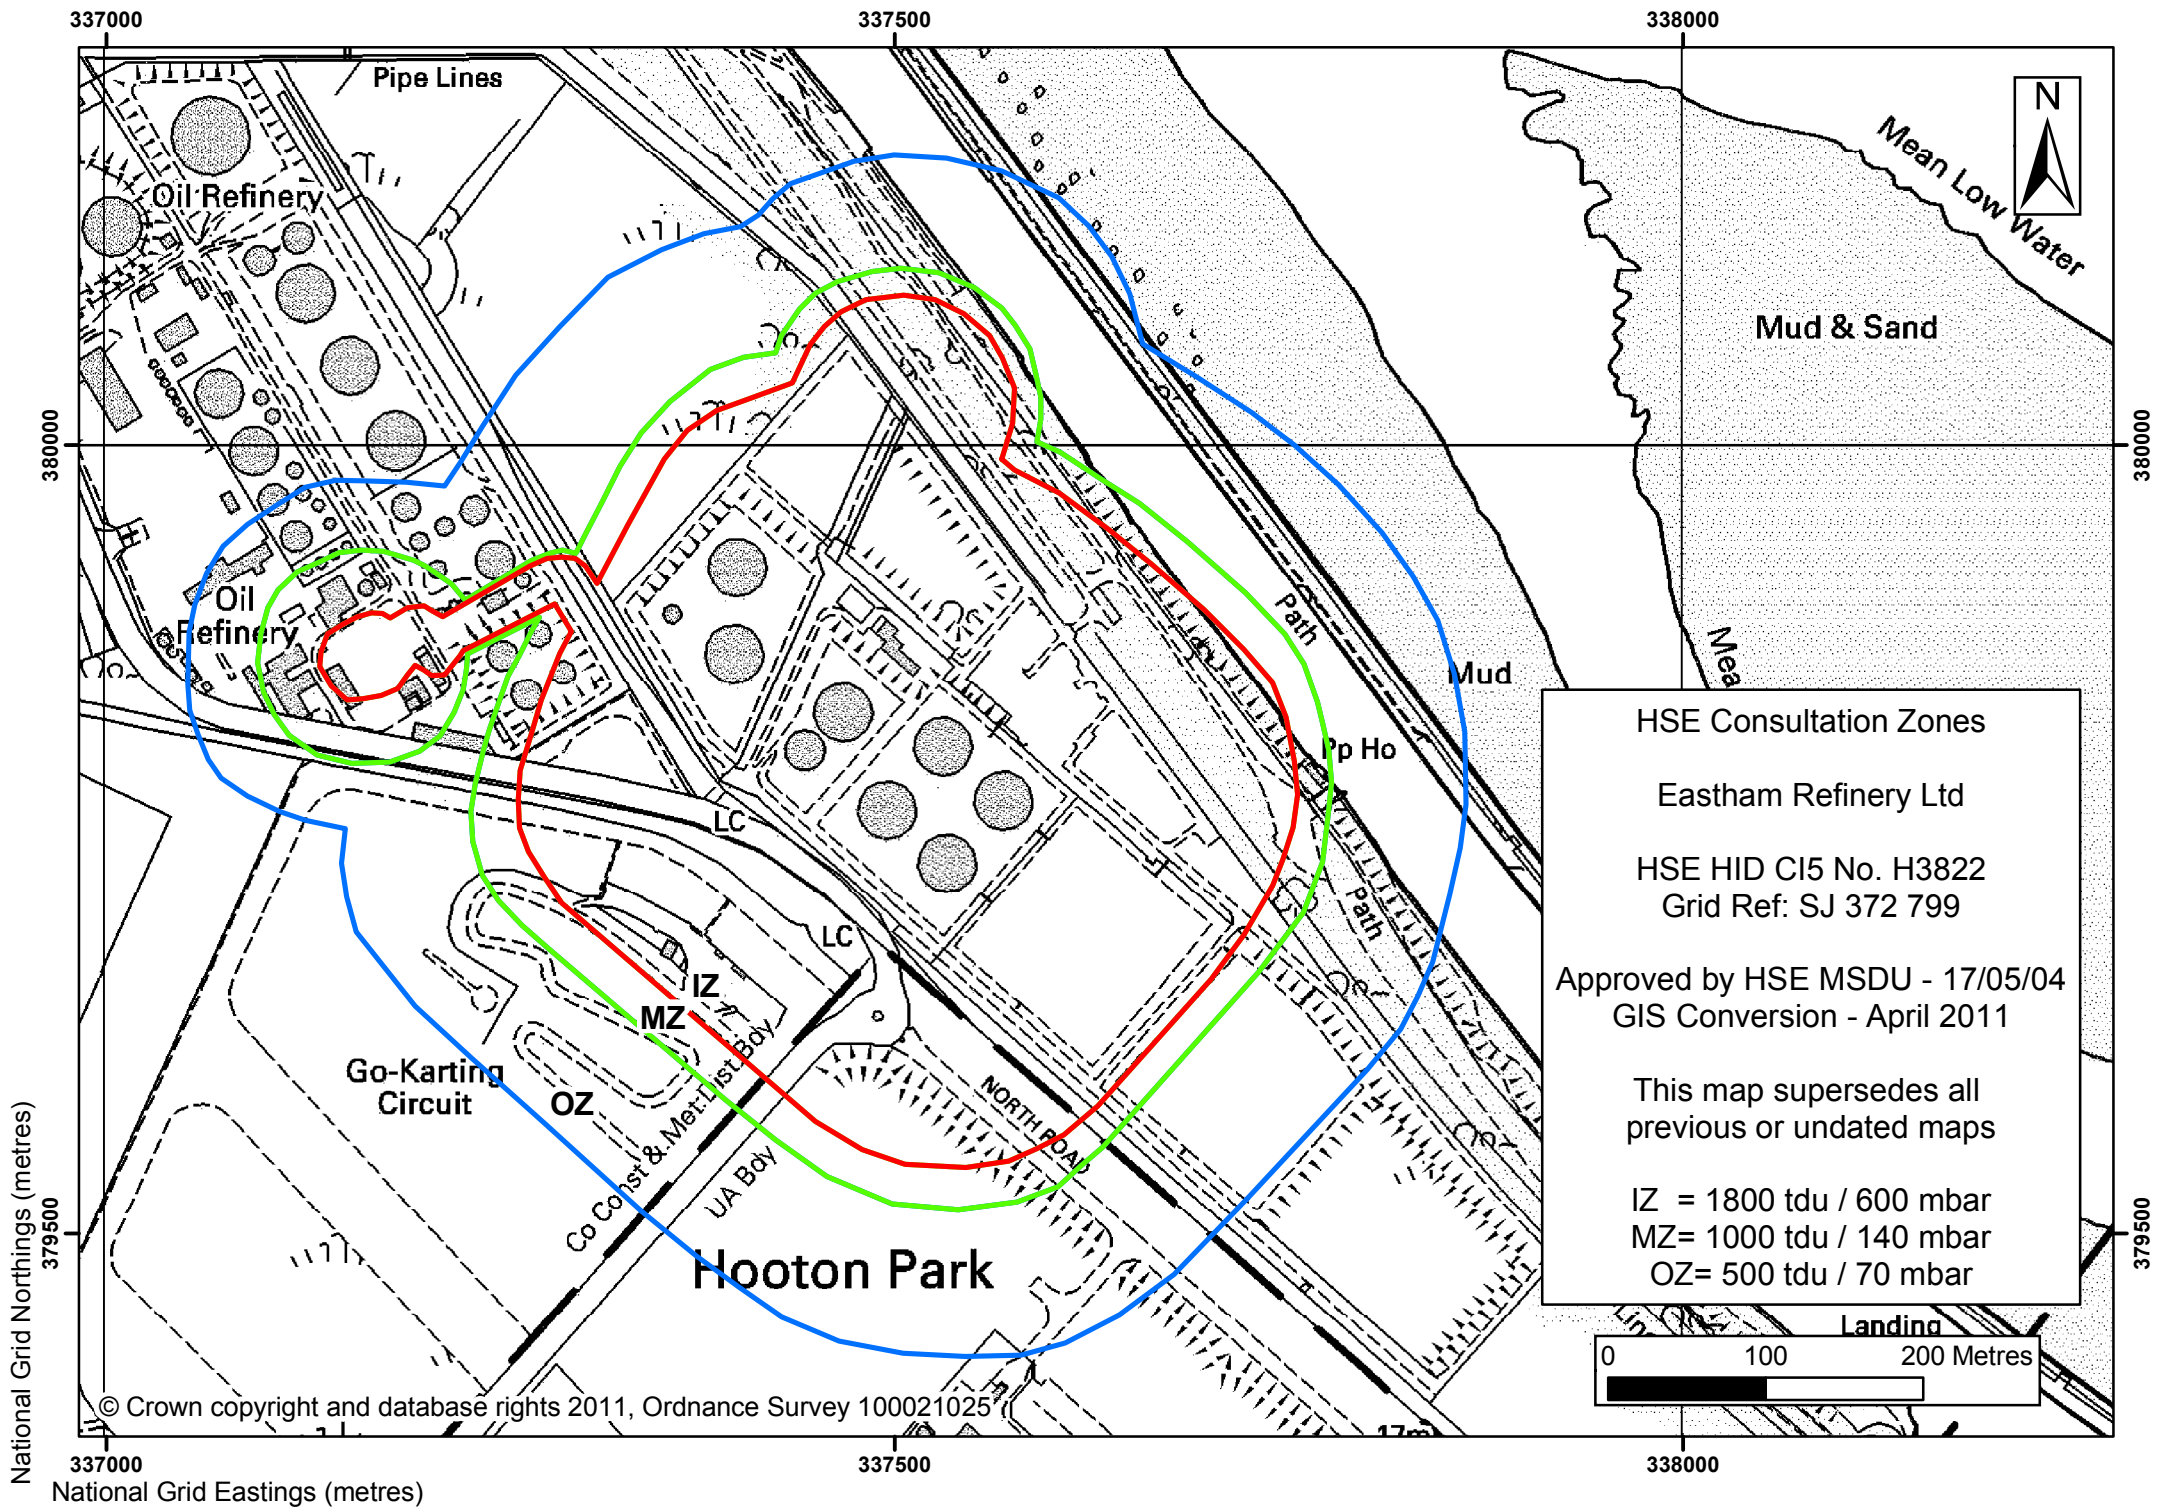 337000
337500
338000
Pipe Lines
N
Mean Low Water
Oil Refinery
Mud & Sand
380000
380000
Oil
Refinery
Path
Mud
Mea
Pp Ho
LC
Path
LC
IZ
MZ
Go-Karting
Circuit
OZ
Co Const & Met Dist Bdy
UA Bdy
NORTH ROAD
Hooton Park
HSE Consultation Zones
Eastham Refinery Ltd
HSE HID CI5 No. H3822
Grid Ref: SJ 372 799
Approved by HSE MSDU - 17/05/04
GIS Conversion - April 2011
This map supersedes all
previous or undated maps
IZ = 1800 tdu / 600 mbar
MZ= 1000 tdu / 140 mbar
OZ= 500 tdu / 70 mbar
379500
379500
Landing
0 100 200 Metres
© Crown copyright and database rights 2011, Ordnance Survey 100021025
17m
337000
337500
338000
National Grid Northings (metres)
National Grid Eastings (metres)